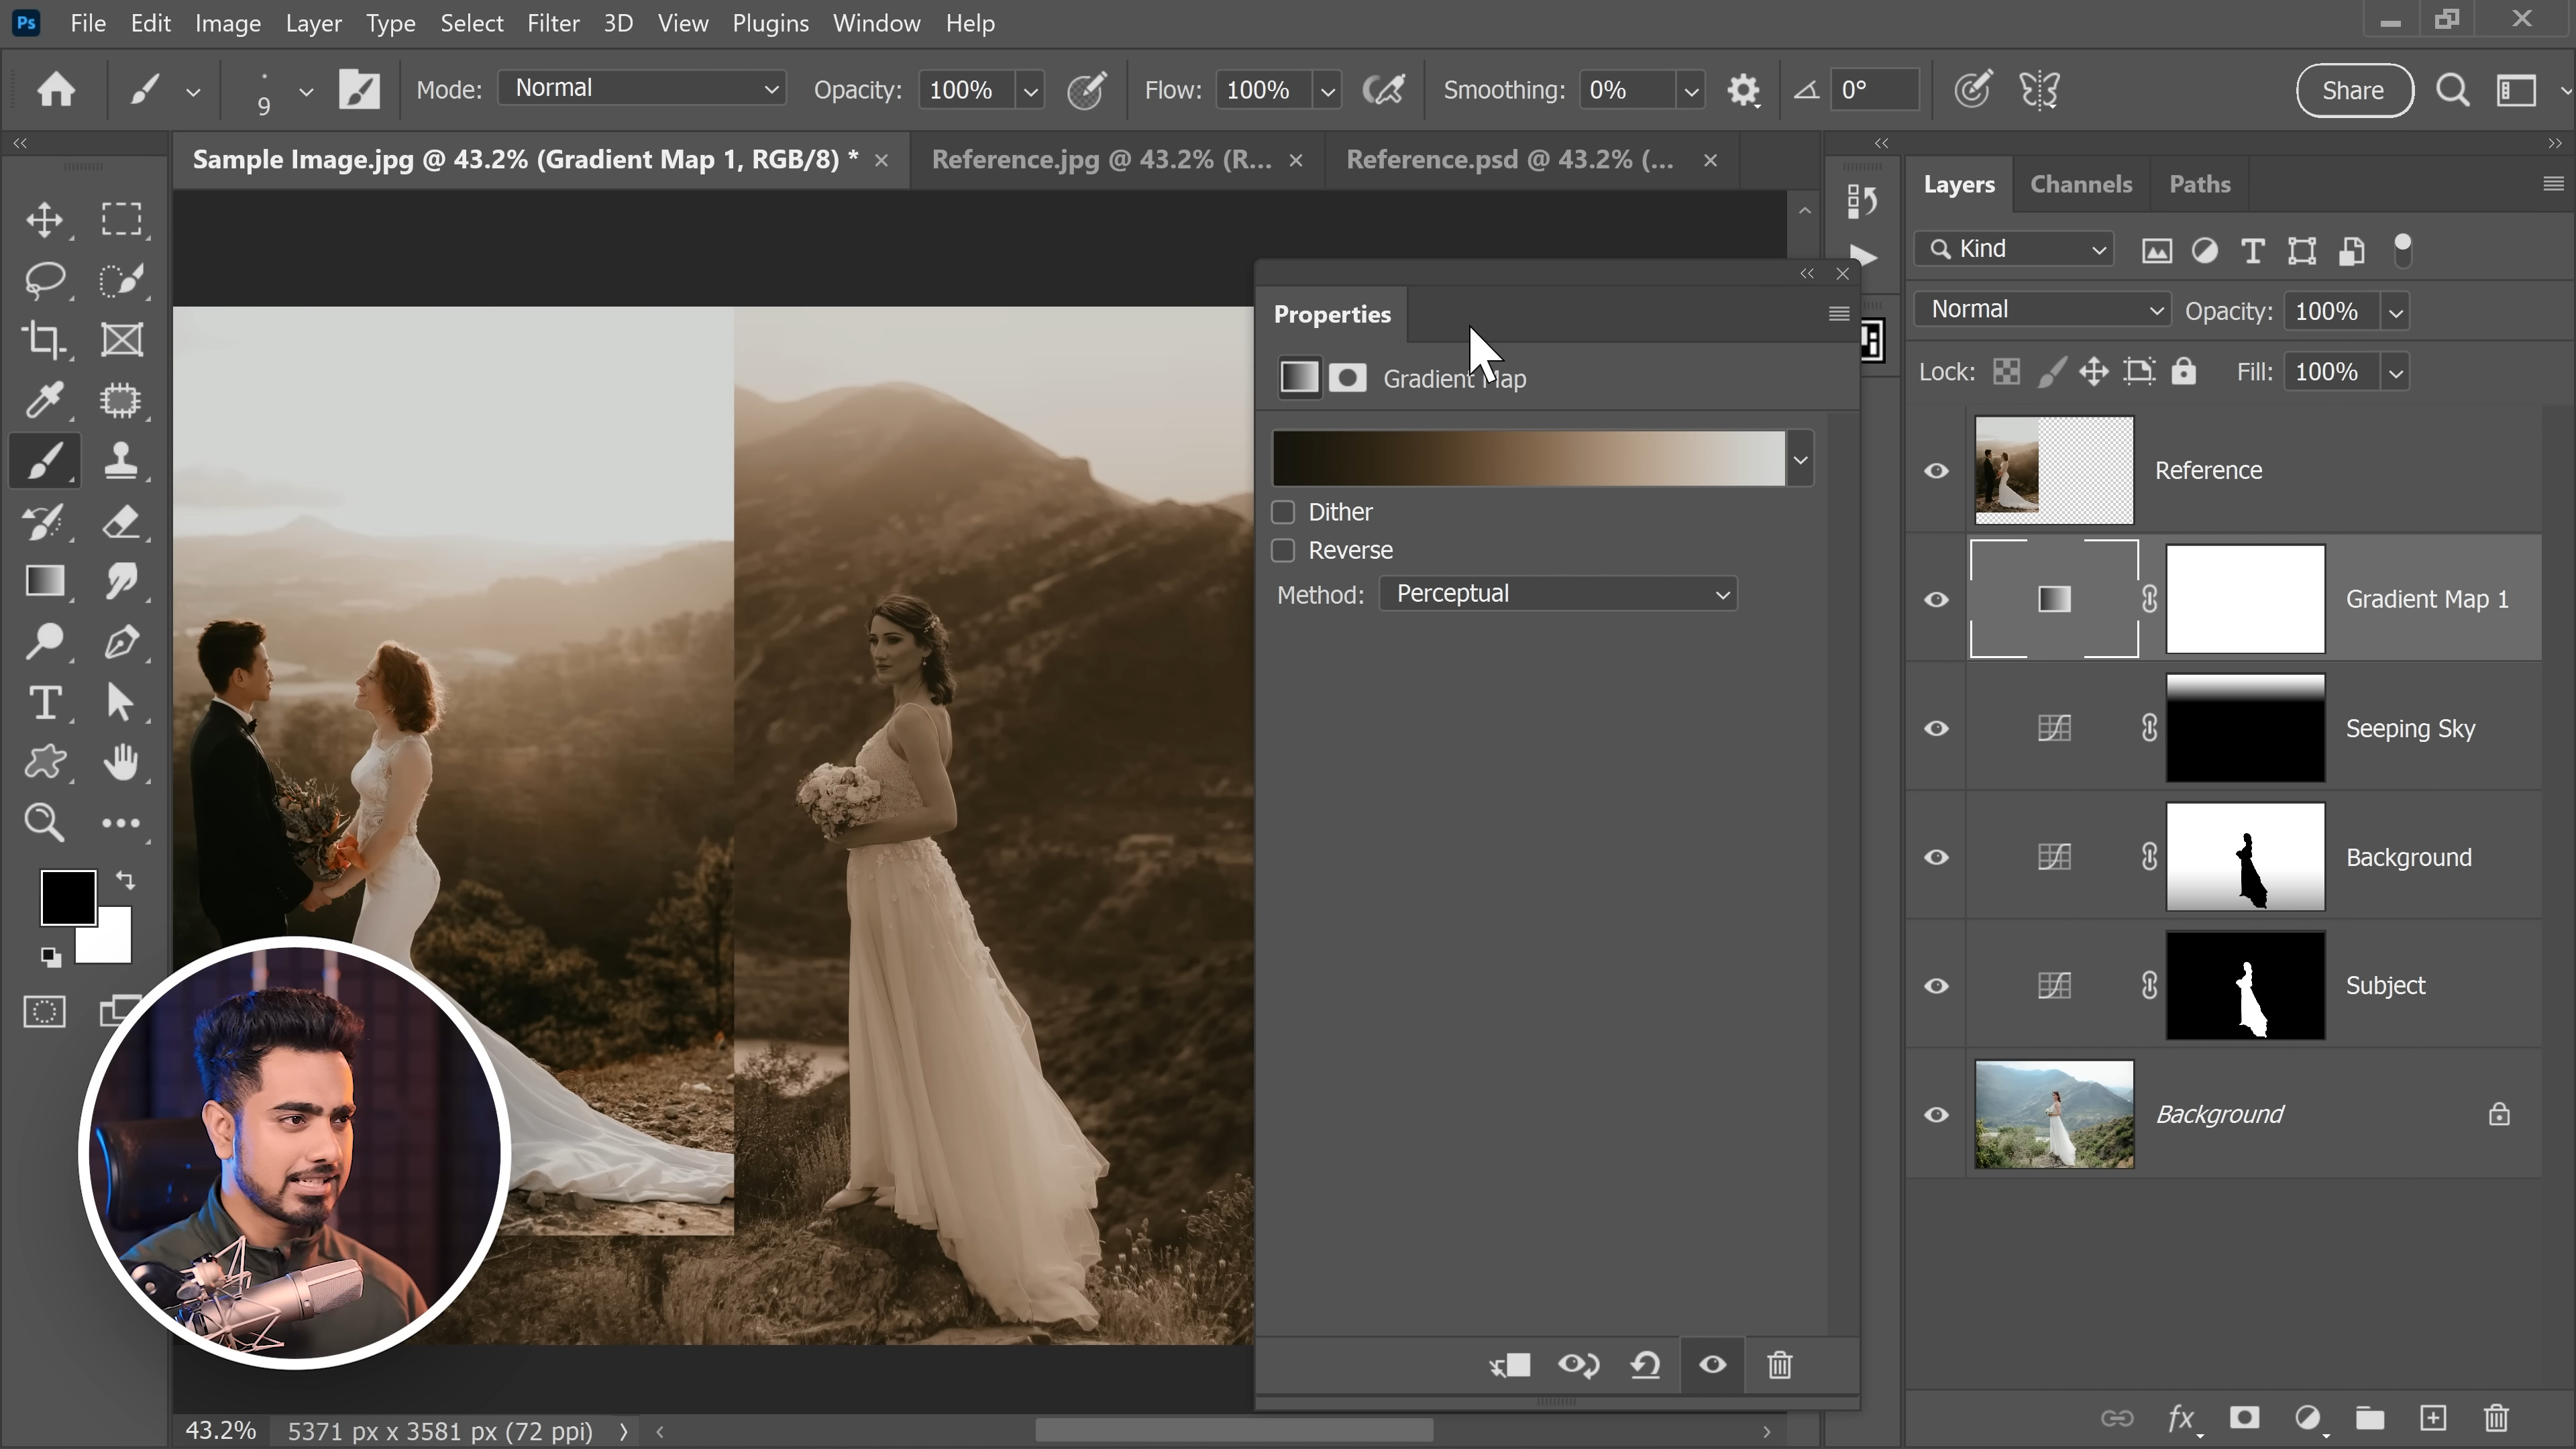 Ps File Edit Image Layer Type Select Filter 3D View Plugins Window Help
9 Mode: Normal Opacity: 100% Flow: 100% Smoothing: 0% 0° Share
Sample Image.jpg @ 43.2% (Gradient Map 1, RGB/8) * Reference.jpg @ 43.2% (R... Reference.psd @ 43.2% (...
Layers Channels Paths
Kind
Normal Opacity: 100%
Lock: Fill: 100%
Properties
Gradient Map
Dither
Reverse
Method: Perceptual
Reference
Gradient Map 1
Seeping Sky
Background
Subject
Background
43.2% 5371 px x 3581 px (72 ppi)
fx